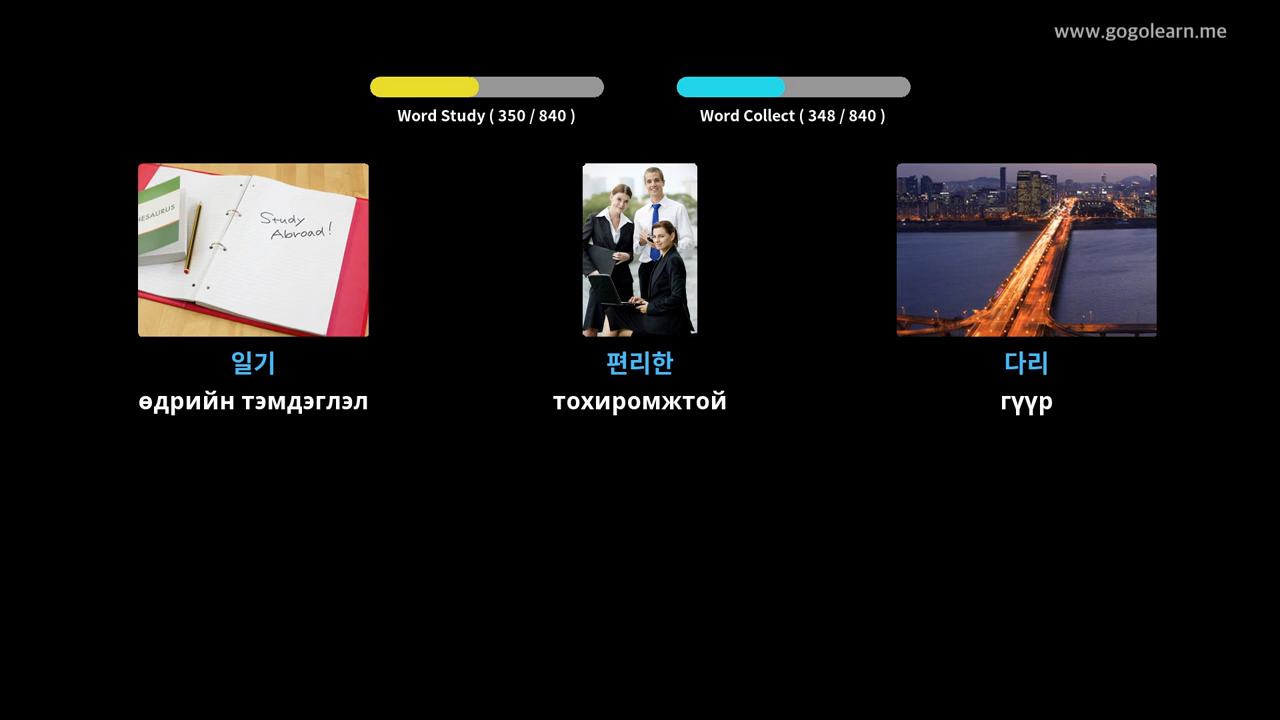 www.gogolearn.me
Word Study ( 350 / 840 )
Word Collect ( 348 / 840 )
HESAURUS
Study
Abroad!
일기
편리한
다리
өдрийн тэмдэглэл
тохиромжтой
гүүр